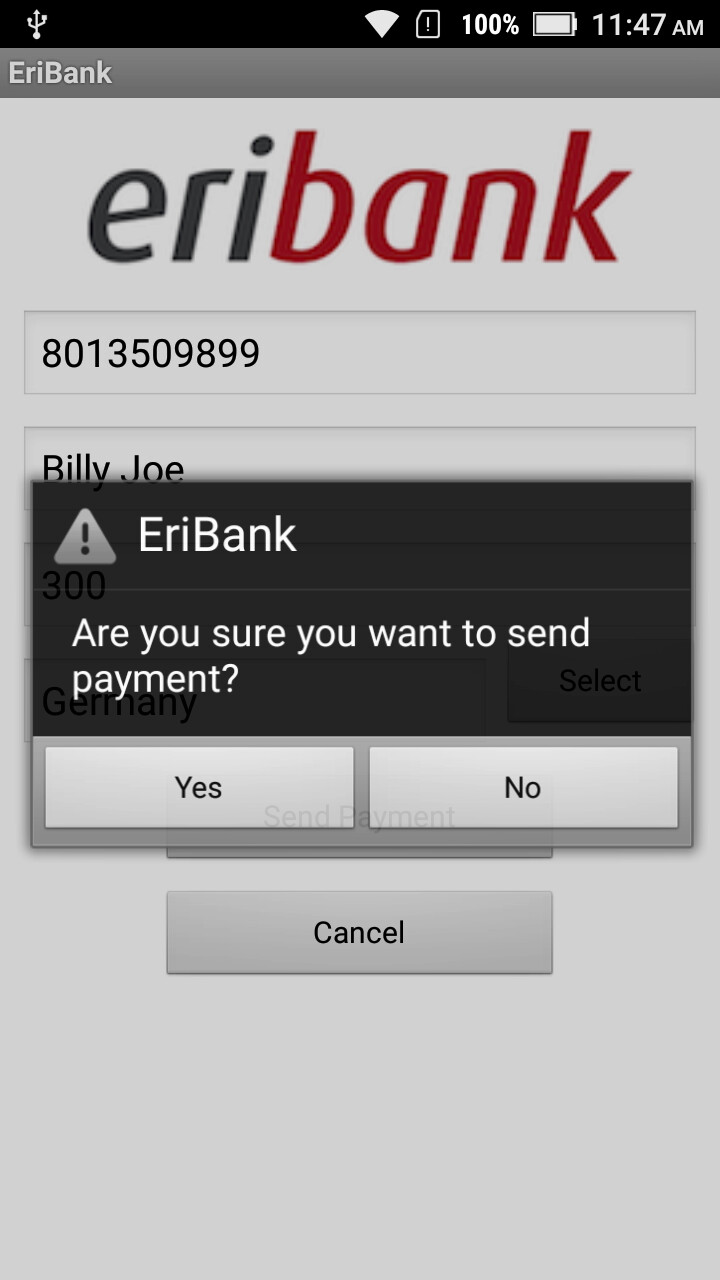 100% 11:47 AM
EriBank
eribank
8013509899
Billy Joe
EriBank
300
Are you sure you want to send
payment?
Select
Germany
Yes No
Send Payment
Cancel